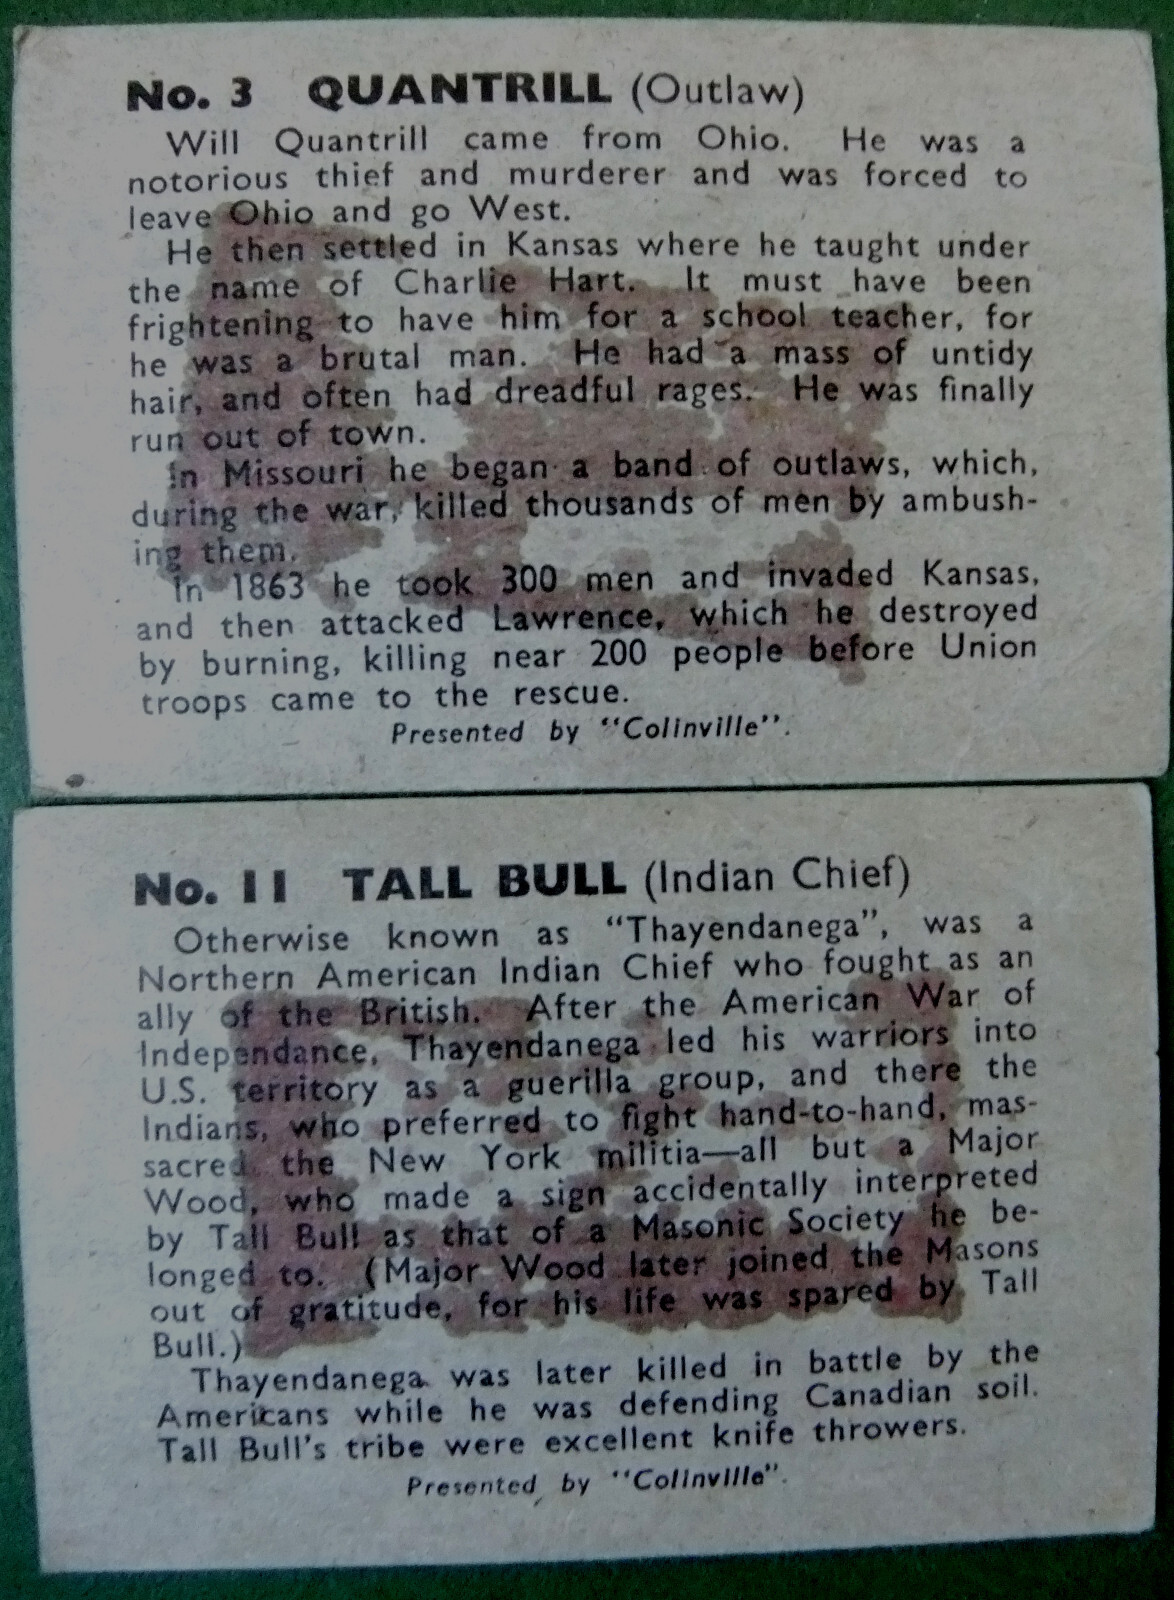 No. 3 QUANTRILL (Outlaw)
Will Quantrill came from Ohio. He was a
notorious thief and murderer and was forced to
leave Ohio and go West.
He then settled in Kansas where he taught under
the name of Charlie Hart. It must have been
frightening to have him for a school teacher, for
he was a brutal man. He had a mass of untidy
hair, and often had dreadful rages. He was finally
run out of town.
In Missouri he began a band of outlaws, which,
during the war, killed thousands of men by ambush-
ing them.
In 1863 he took 300 men and invaded Kansas,
and then attacked Lawrence, which he destroyed
by burning, killing near 200 people before Union
troops came to the rescue.
Presented by "Colinville".
No. 11 TALL BULL (Indian Chief)
Otherwise known as "Thayendanega", was a
Northern American Indian Chief who fought as an
ally of the British. After the American War of
Independance, Thayendanega led his warriors into
U.S. territory as a guerilla group, and there the
Indians, who preferred to fight hand-to-hand, mas-
sacred the New York militia—all but a Major
Wood, who made a sign accidentally interpreted
by Tall Bull as that of a Masonic Society he be-
longed to. (Major Wood later joined the Masons
out of gratitude, for his life was spared by Tall
Bull.)
Thayendanega was later killed in battle by the
Americans while he was defending Canadian soil.
Tall Bull's tribe were excellent knife throwers.
Presented by "Colinville".